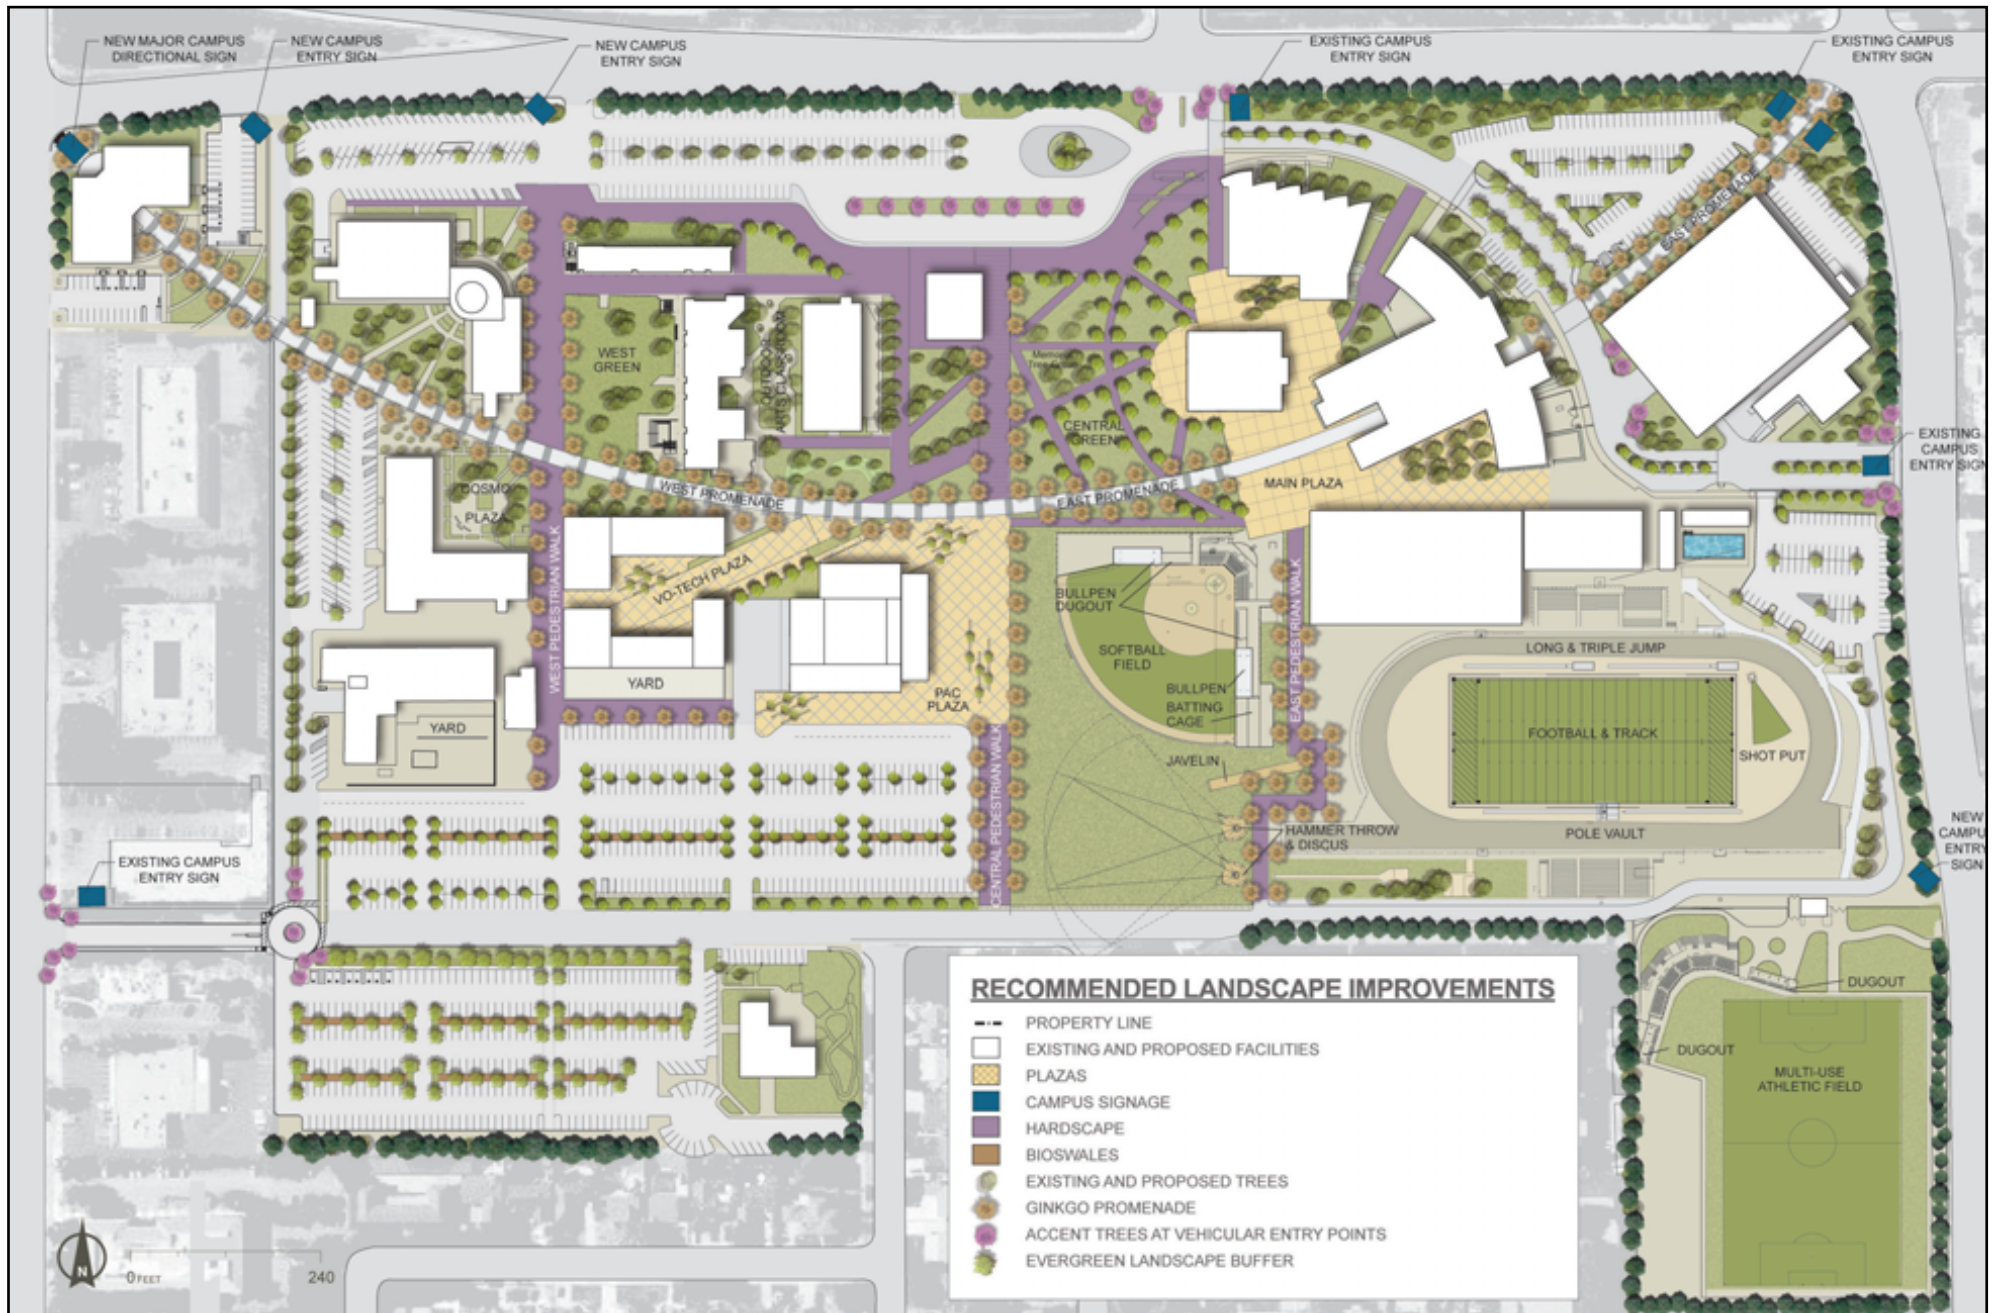 NEW MAJOR CAMPUS
DIRECTIONAL SIGN
NEW CAMPUS
ENTRY SIGN
NEW CAMPUS
ENTRY SIGN
EXISTING CAMPUS
ENTRY SIGN
EXISTING CAMPUS
ENTRY SIGN
EAST PROMENADE
WEST
GREEN
OUTDOOR
ARTS CLASSROOM
Memorial
Tree Grove
CENTRAL
GREEN
EXISTING
CAMPUS
ENTRY SIGN
COSMO
PLAZA
WEST PROMENADE
EAST PROMENADE
MAIN PLAZA
WEST PEDESTRIAN WALK
VO-TECH PLAZA
BULLPEN
DUGOUT
EAST PEDESTRIAN WALK
SOFTBALL
FIELD
LONG & TRIPLE JUMP
YARD
PAC
PLAZA
BULLPEN
BATTING
CAGE
YARD
FOOTBALL & TRACK
SHOT PUT
JAVELIN
CENTRAL PEDESTRIAN WALK
HAMMER THROW
& DISCUS
POLE VAULT
NEW
CAMPU
ENTRY
SIGN
EXISTING CAMPUS
ENTRY SIGN
DUGOUT
DUGOUT
MULTI-USE
ATHLETIC FIELD
RECOMMENDED LANDSCAPE IMPROVEMENTS
PROPERTY LINE
EXISTING AND PROPOSED FACILITIES
PLAZAS
CAMPUS SIGNAGE
HARDSCAPE
BIOSWALES
EXISTING AND PROPOSED TREES
GINKGO PROMENADE
ACCENT TREES AT VEHICULAR ENTRY POINTS
EVERGREEN LANDSCAPE BUFFER
N
0 FEET 240